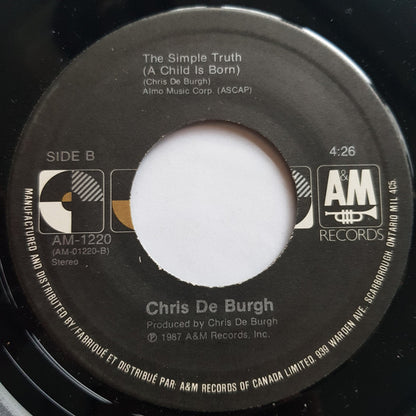 The Simple Truth
(A Child Is Born)
(Chris De Burgh)
Almo Music Corp. (ASCAP)
SIDE B
4:26
A&M
RECORDS
AM-1220
(AM-01220-B)
Stereo
Chris De Burgh
Produced by Chris De Burgh
℗ 1987 A&M Records, Inc.
MANUFACTURED AND DISTRIBUTED BY/FABRIQUÉ ET DISTRIBUÉ PAR: A&M RECORDS OF CANADA LIMITED. 939 WARDEN AVE. SCARBOROUGH, ONTARIO M1L 4C5.